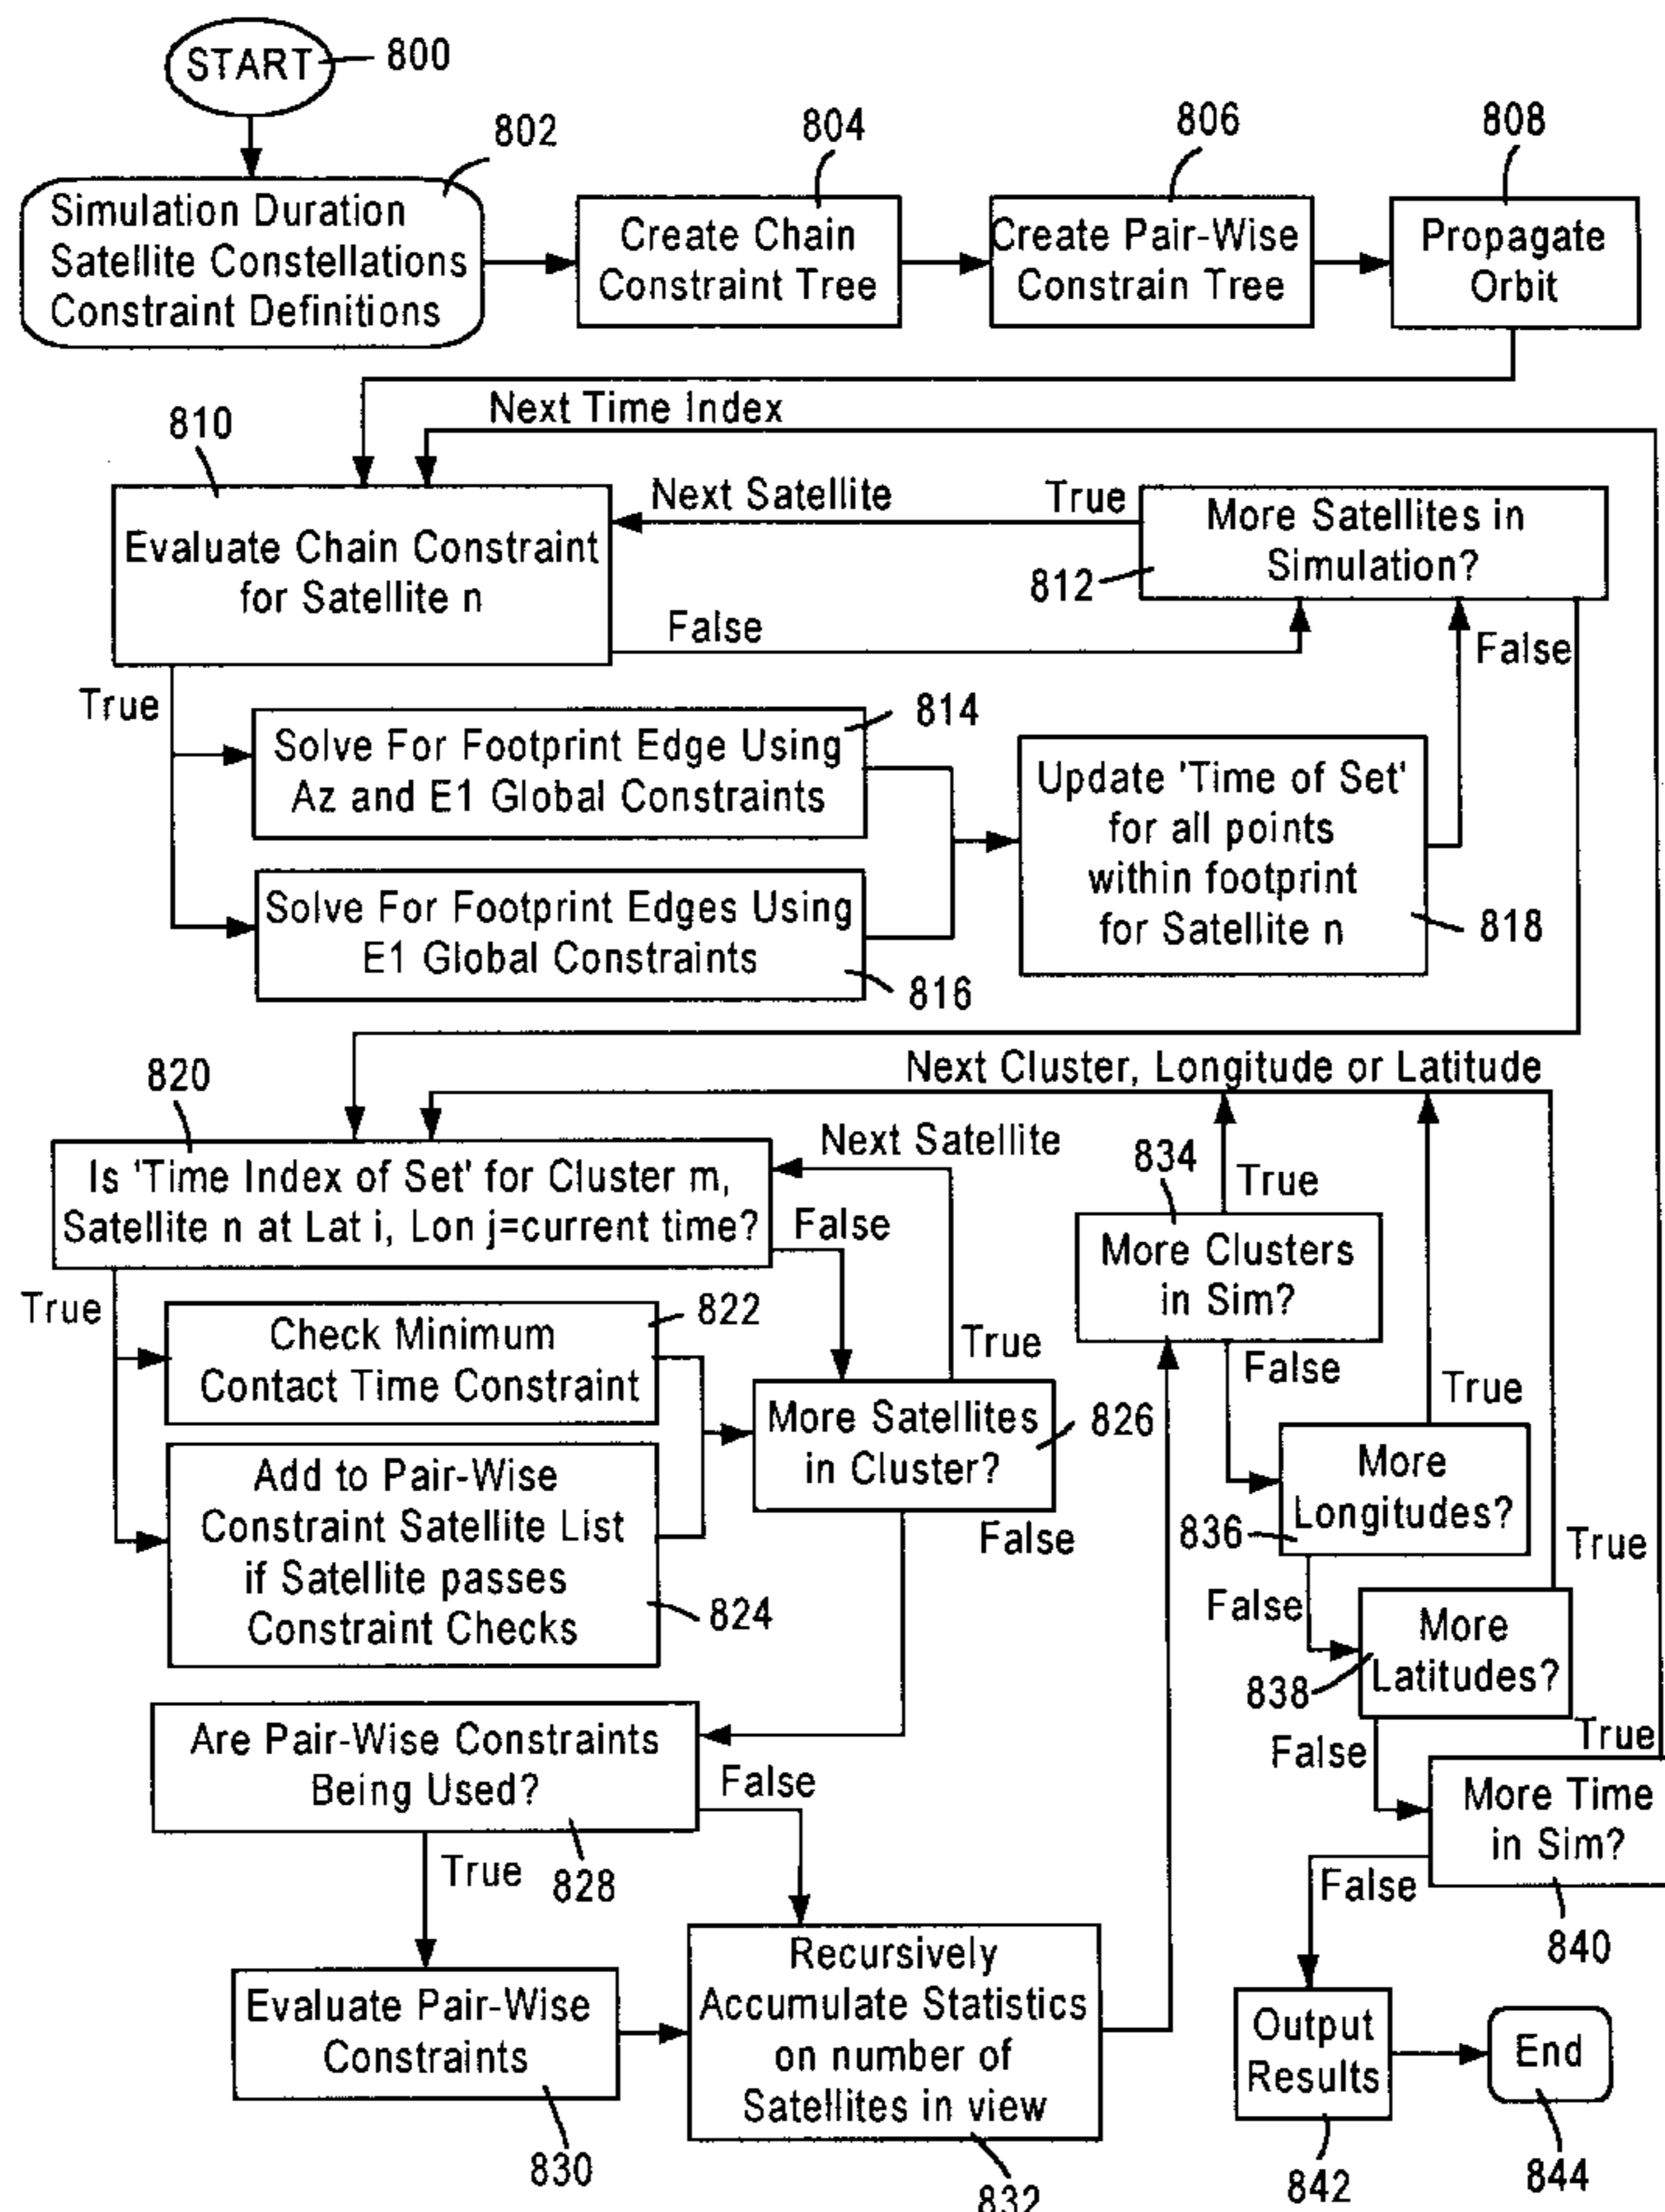 START
800
802
804
806
808
Simulation Duration
Satellite Constellations
Constraint Definitions
Create Chain
Constraint Tree
Create Pair-Wise
Constrain Tree
Propagate
Orbit
Next Time Index
810
Evaluate Chain Constraint
for Satellite n
Next Satellite
True
More Satellites in
Simulation?
812
False
False
True
814
Solve For Footprint Edge Using
Az and E1 Global Constraints
Solve For Footprint Edges Using
E1 Global Constraints
816
Update 'Time of Set'
for all points
within footprint
for Satellite n
818
820
Next Cluster, Longitude or Latitude
Is 'Time Index of Set' for Cluster m,
Satellite n at Lat i, Lon j=current time?
Next Satellite
False
True
822
Check Minimum
Contact Time Constraint
Add to Pair-Wise
Constraint Satellite List
if Satellite passes
Constraint Checks
824
True
More Satellites
in Cluster?
826
False
834
True
More Clusters
in Sim?
False
True
More
Longitudes?
836
True
False
More
Latitudes?
838
True
False
More Time
in Sim?
840
False
Are Pair-Wise Constraints
Being Used?
False
True
828
Evaluate Pair-Wise
Constraints
830
Recursively
Accumulate Statistics
on number of
Satellites in view
832
Output
Results
842
End
844